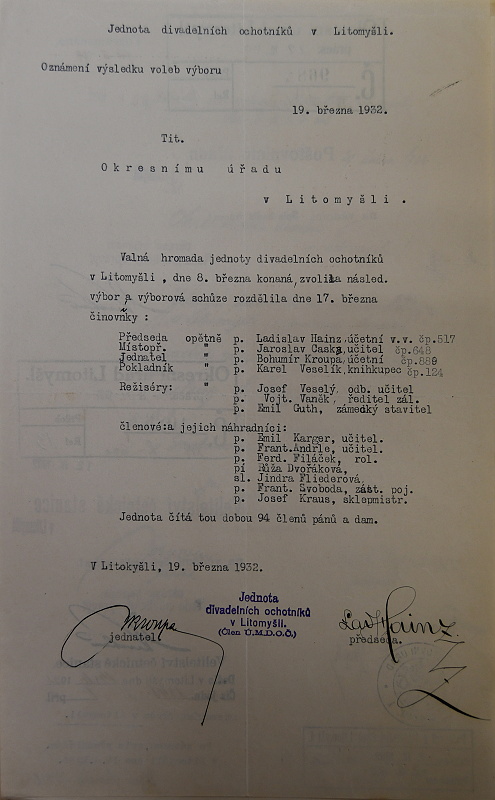 Jednota divadelních ochotníků v Litomyšli.
Oznámení výsledku voleb výboru
19. března 1932.
Tit.
Okresnímu úřadu
v Litomyšli.
Valná hromada jednoty divadelních ochotníků
v Litomyšli , dne 8. března konaná, zvolila násled.
výbor a výborová schůze rozdělila dne 17. března
činovníky :
Předseda opětně p. Ladislav Hainz, účetní v.v. čp.517
Místopř. " p. Jaroslav Caska, učitel čp.648
Jednatel " p. Bohumír Kroupa, účetní čp.889
Pokladník " p. Karel Veselík, knihkupec čp.124
Režiséry: " p. Josef Veselý, odb. učitel
p. Vojt. Vaněk, ředitel zál.
p. Emil Guth, zámecký stavitel
členové:a jejich náhradníci:
p. Emil Karger, učitel.
p. Frant.Andrle, učitel.
p. Ferd. Filáček, rol.
pí Růža Dvořáková,
sl. Jindra Fliederová.
p. Frant. Svoboda, zást. poj.
p. Josef Kraus, sklepmistr.
Jednota čítá tou dobou 94 členů pánů a dam.
V Litokyšli, 19. března 1932.
Jednota
divadelních ochotníků
v Litomyšli.
(Člen Ú.M.D.O.Č.)
BKroupa
jednatel
Lad Hainz
předseda.